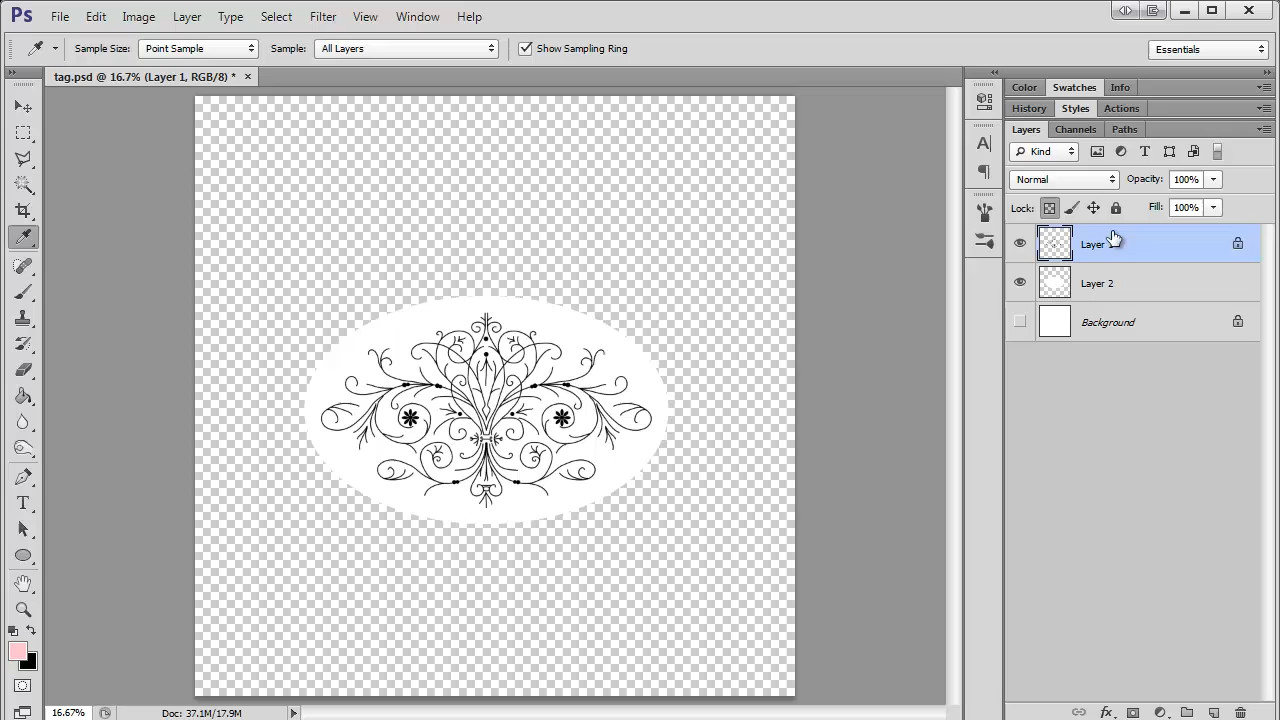 Ps File Edit Image Layer Type Select Filter View Window Help
Sample Size: Point Sample Sample: All Layers Show Sampling Ring Essentials
tag.psd @ 16.7% (Layer 1, RGB/8) * ×
Color Swatches Info
History Styles Actions
Layers Channels Paths
Kind
Normal Opacity: 100%
Lock: Fill: 100%
Layer
Layer 2
Background
16.67% Doc: 37.1M/17.9M